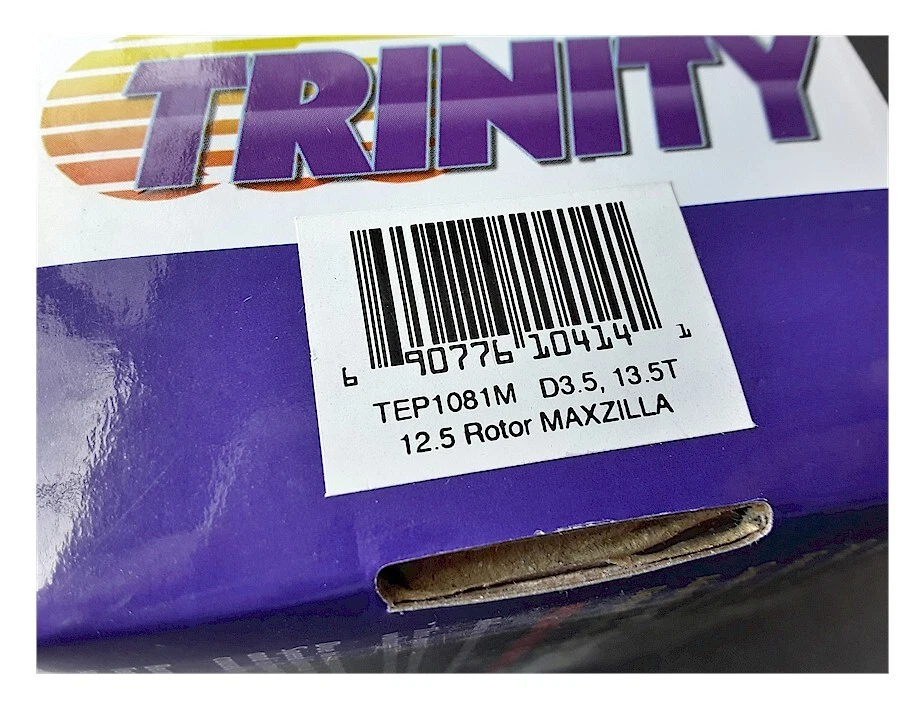 TRINITY
6 90776 10414 1
TEP1081M D3.5, 13.5T
12.5 Rotor MAXZILLA